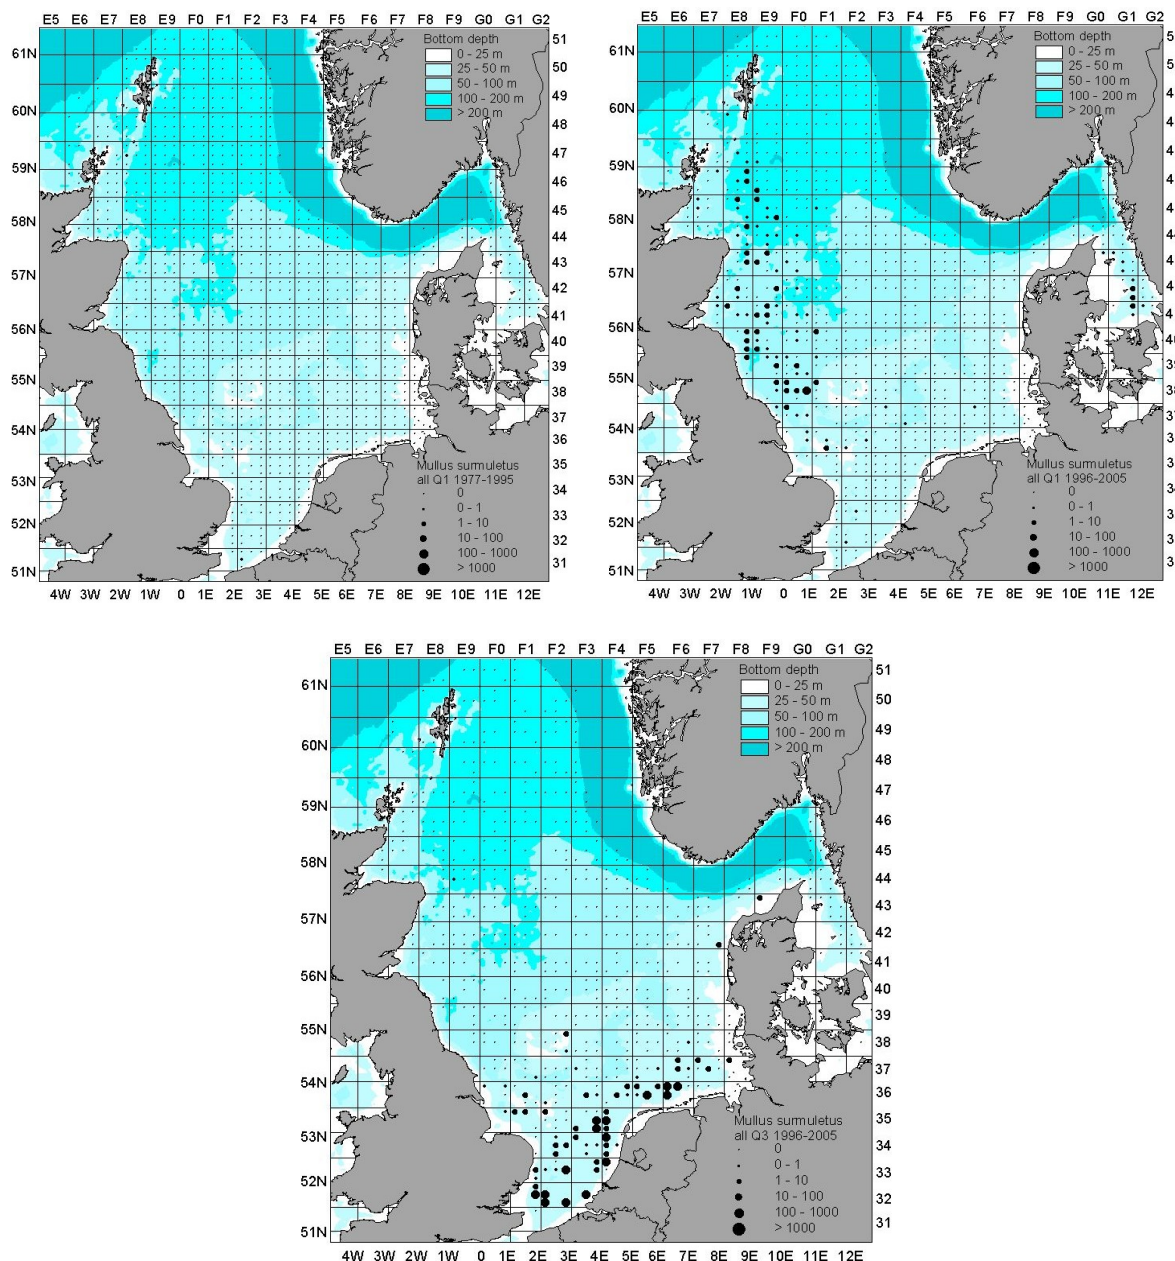 E5 E6 E7 E8 E9 F0 F1 F2 F3 F4 F5 F6 F7 F8 F9 G0 G1 G2
61N
60N
59N
58N
57N
56N
55N
54N
53N
52N
51N
51
50
49
48
47
46
45
44
43
42
41
40
39
38
37
36
35
34
33
32
31
Bottom depth
0 - 25 m
25 - 50 m
50 - 100 m
100 - 200 m
> 200 m
Mullus surmuletus
all Q1 1977-1995
0
0 - 1
1 - 10
10 - 100
100 - 1000
> 1000
4W 3W 2W 1W 0 1E 2E 3E 4E 5E 6E 7E 8E 9E 10E 11E 12E
E5 E6 E7 E8 E9 F0 F1 F2 F3 F4 F5 F6 F7 F8 F9 G0 G1 G2
61N
60N
59N
58N
57N
56N
55N
54N
53N
52N
51N
Bottom depth
0 - 25 m
25 - 50 m
50 - 100 m
100 - 200 m
> 200 m
Mullus surmuletus
all Q1 1996-2005
0
0 - 1
1 - 10
10 - 100
100 - 1000
> 1000
4W 3W 2W 1W 0 1E 2E 3E 4E 5E 6E 7E 8E 9E 10E 11E 12E
E5 E6 E7 E8 E9 F0 F1 F2 F3 F4 F5 F6 F7 F8 F9 G0 G1 G2
61N
60N
59N
58N
57N
56N
55N
54N
53N
52N
51N
51
50
49
48
47
46
45
44
43
42
41
40
39
38
37
36
35
34
33
32
31
Bottom depth
0 - 25 m
25 - 50 m
50 - 100 m
100 - 200 m
> 200 m
Mullus surmuletus
all Q3 1996-2005
0
0 - 1
1 - 10
10 - 100
100 - 1000
> 1000
4W 3W 2W 1W 0 1E 2E 3E 4E 5E 6E 7E 8E 9E 10E 11E 12E